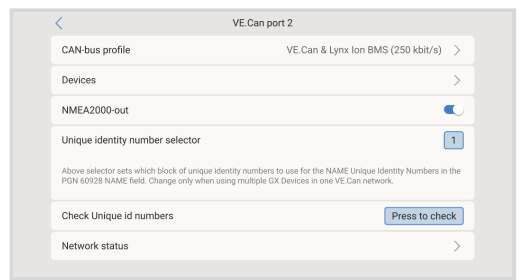 VE.Can port 2
CAN-bus profile VE.Can & Lynx Ion BMS (250 kbit/s)
Devices
NMEA2000-out
Unique identity number selector 1
Above selector sets which block of unique identity numbers to use for the NAME Unique Identity Numbers in the
PGN 60928 NAME field. Change only when using multiple GX Devices in one VE.Can network.
Check Unique id numbers Press to check
Network status